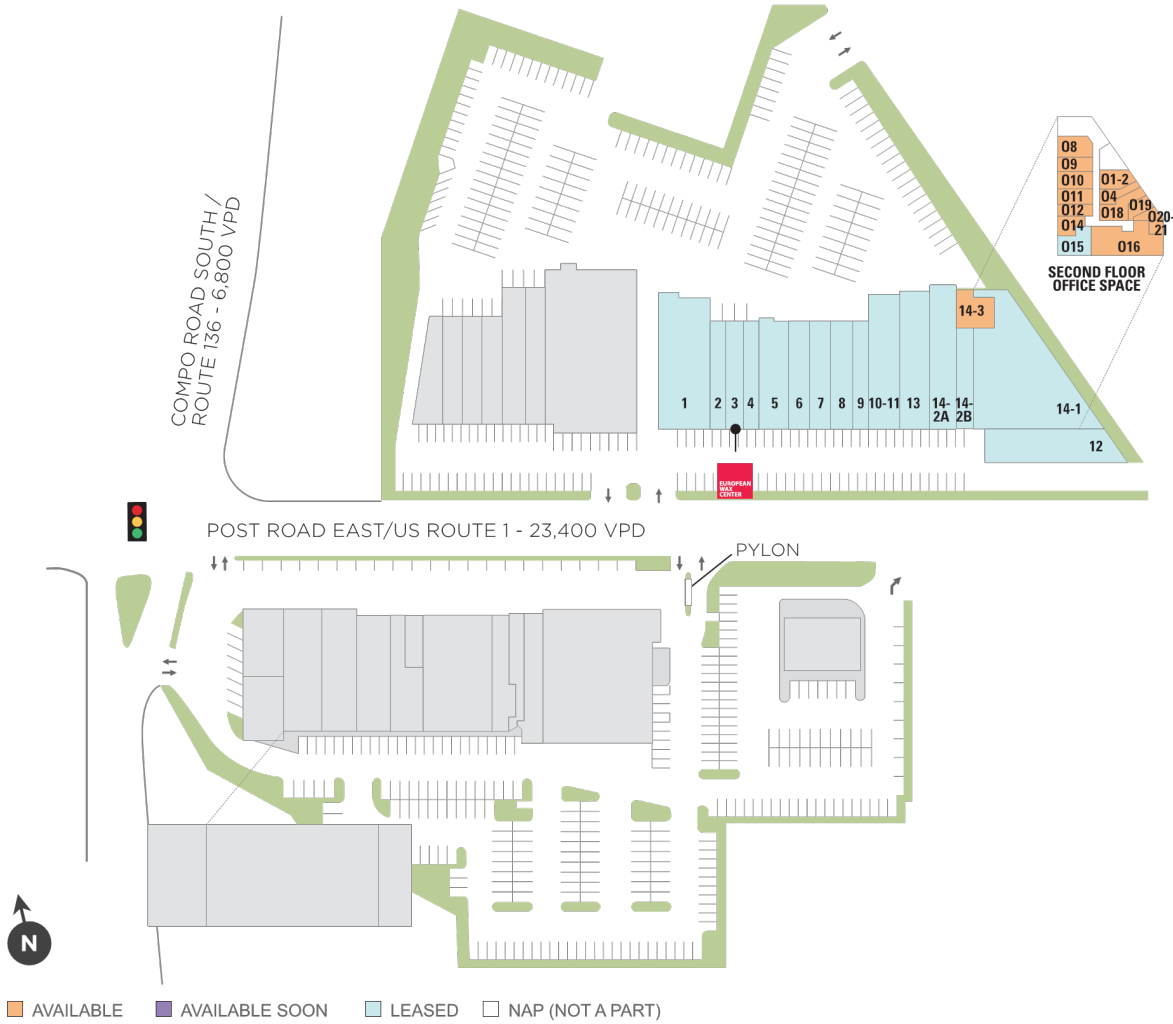 COMPO ROAD SOUTH /
ROUTE 136 - 6,800 VPD
O8
O9
O10
O11
O12
O14
O15
O1-2
O4
O18
O19
O20-
21
O16
SECOND FLOOR
OFFICE SPACE
14-3
1
2
3
4
5
6
7
8
9
10-11
13
14-
2A
14-
2B
14-1
12
EUROPEAN
WAX
CENTER
POST ROAD EAST/US ROUTE 1 - 23,400 VPD
PYLON
N
AVAILABLE
AVAILABLE SOON
LEASED
NAP (NOT A PART)